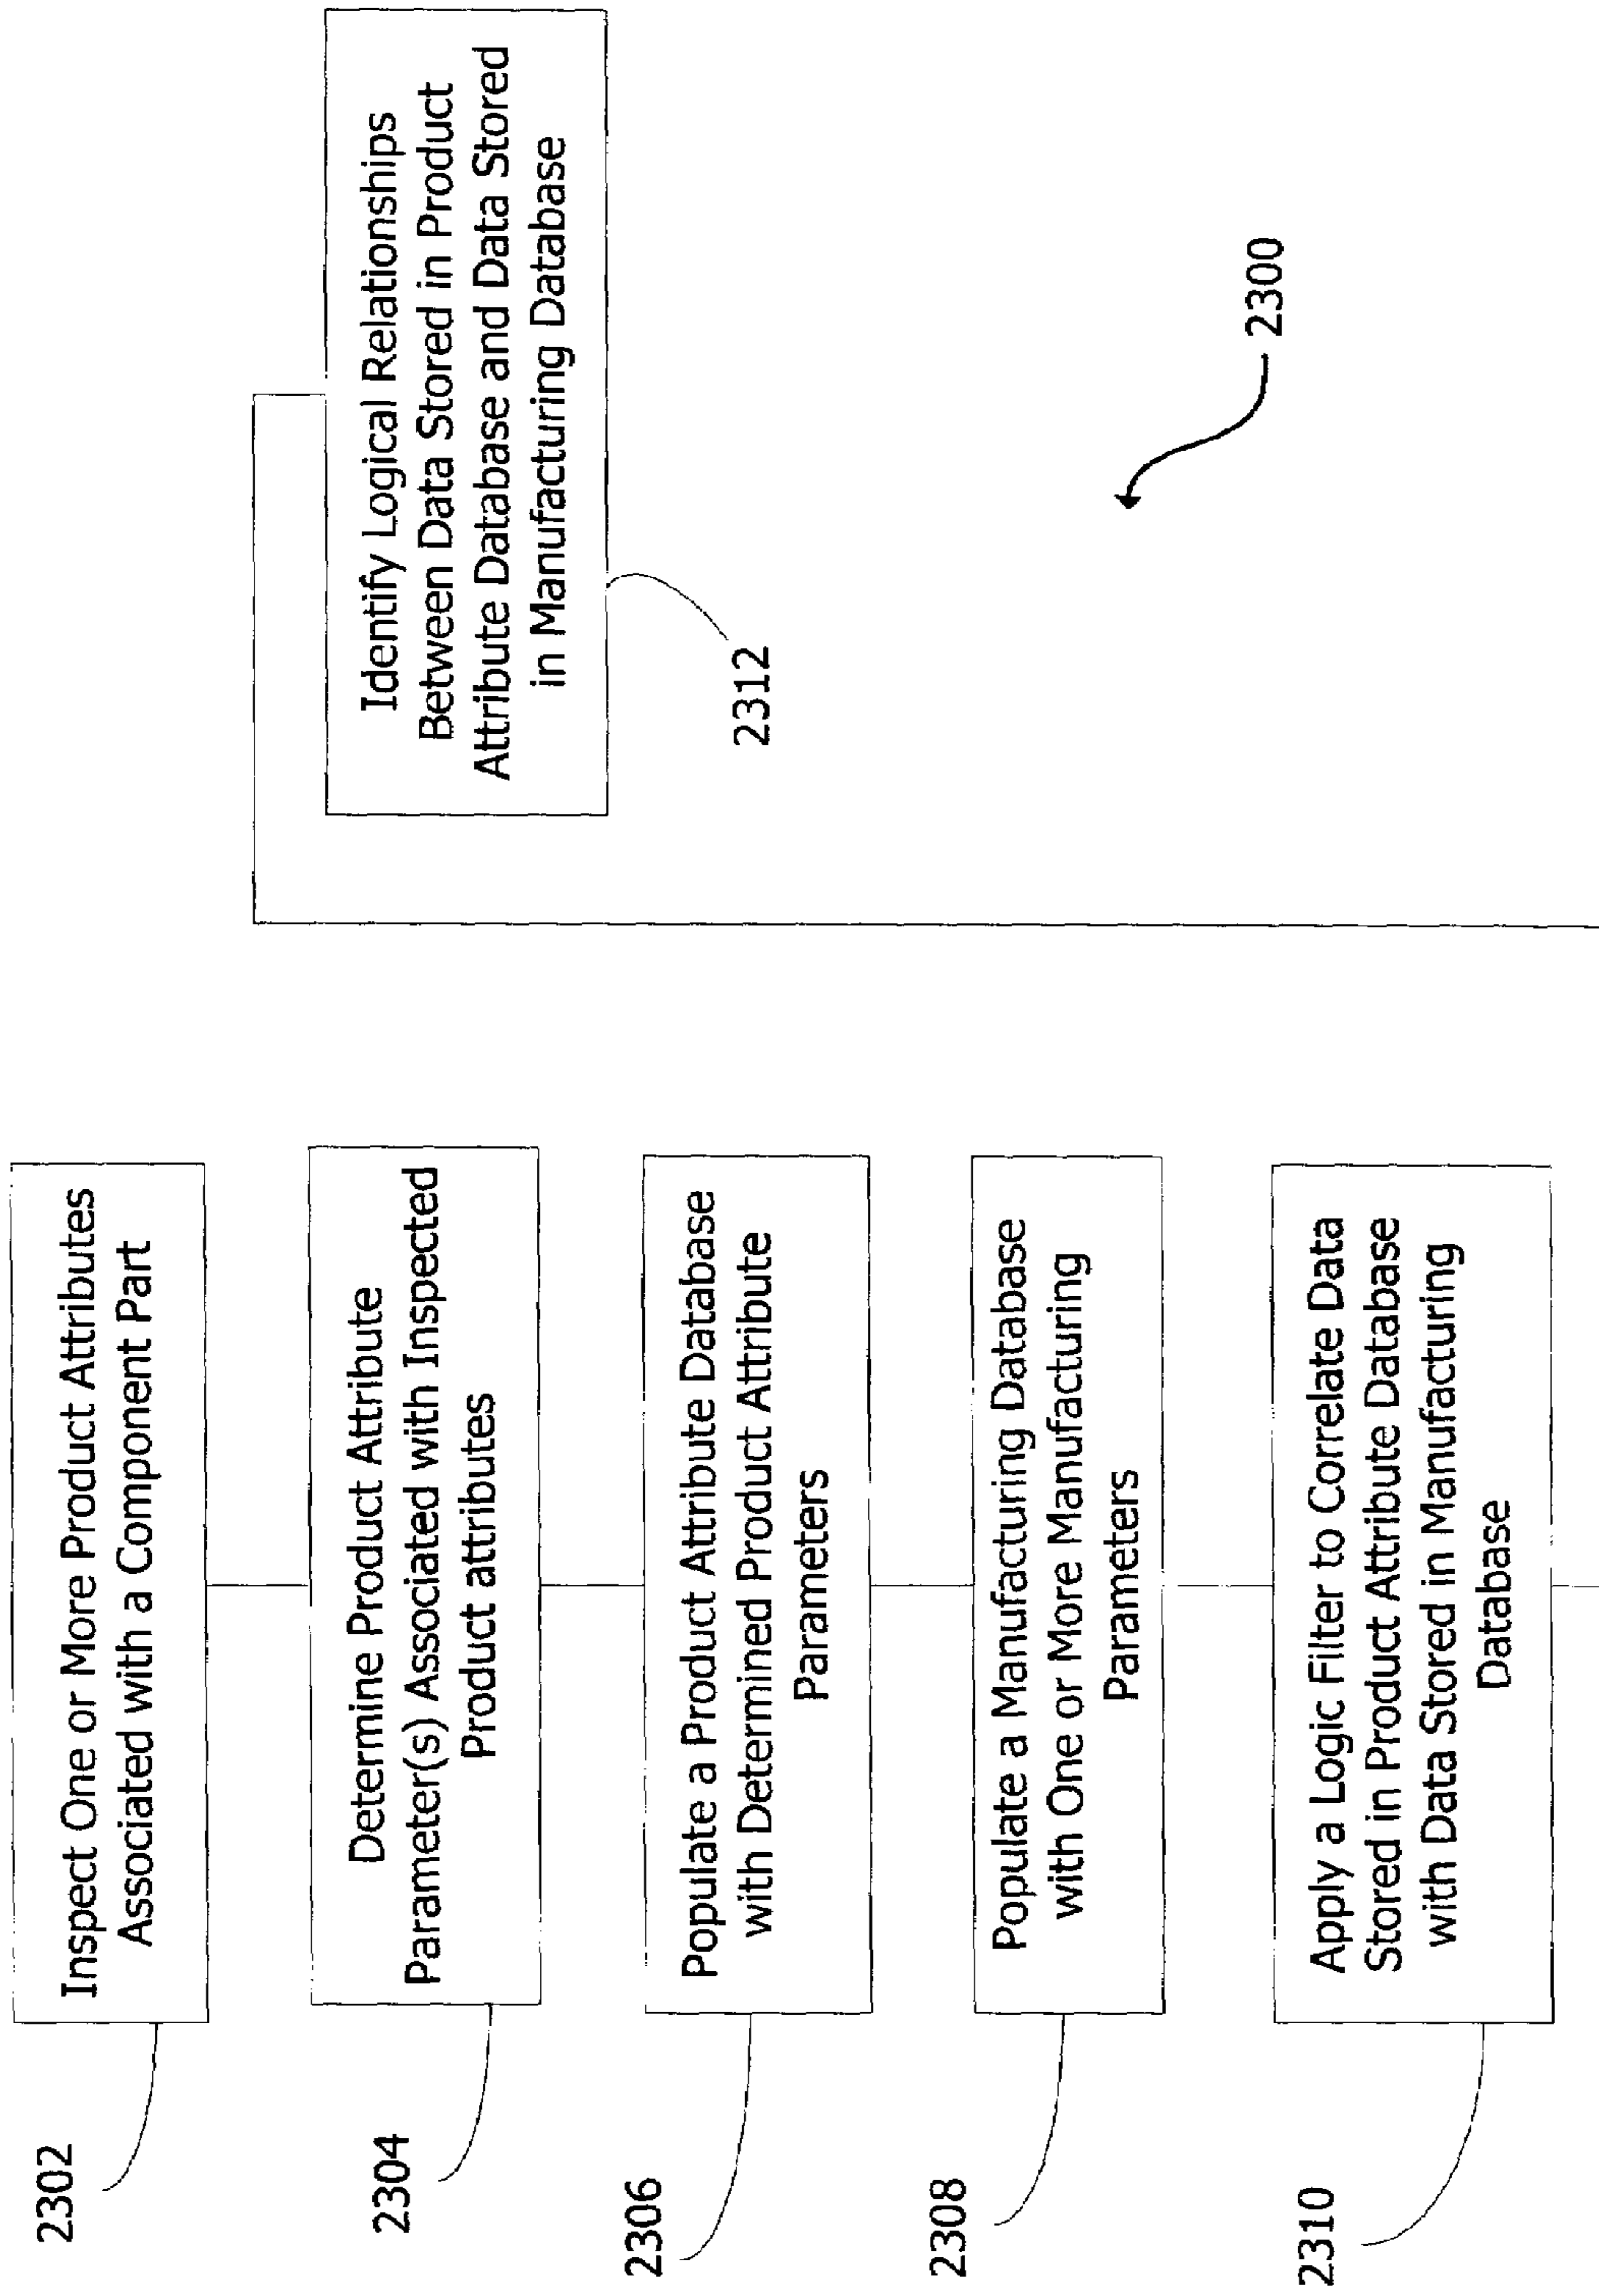 2302
Inspect One or More Product Attributes
Associated with a Component Part
2304
Determine Product Attribute
Parameter(s) Associated with Inspected
Product attributes
2306
Populate a Product Attribute Database
with Determined Product Attribute
Parameters
2308
Populate a Manufacturing Database
with One or More Manufacturing
Parameters
2310
Apply a Logic Filter to Correlate Data
Stored in Product Attribute Database
with Data Stored in Manufacturing
Database
Identify Logical Relationships
Between Data Stored in Product
Attribute Database and Data Stored
in Manufacturing Database
2312
2300